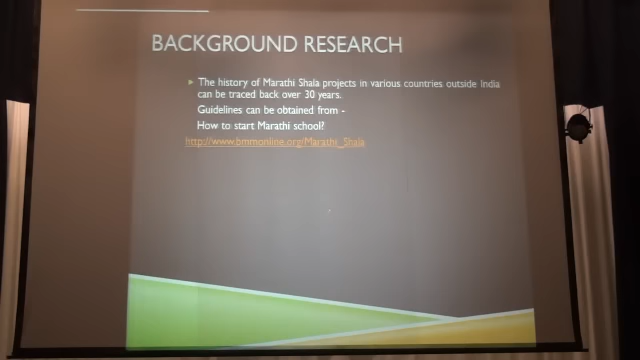 BACKGROUND RESEARCH
The history of Marathi Shala projects in various countries outside India
can be traced back over 30 years.
Guidelines can be obtained from -
How to start Marathi school?
http://www.bmmonline.org/Marathi_Shala